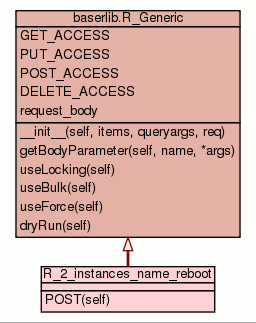 baserlib.R_Generic
GET_ACCESS
PUT_ACCESS
POST_ACCESS
DELETE_ACCESS
request_body
__init__(self, items, queryargs, req)
getBodyParameter(self, name, *args)
useLocking(self)
useBulk(self)
useForce(self)
dryRun(self)
R_2_instances_name_reboot
POST(self)